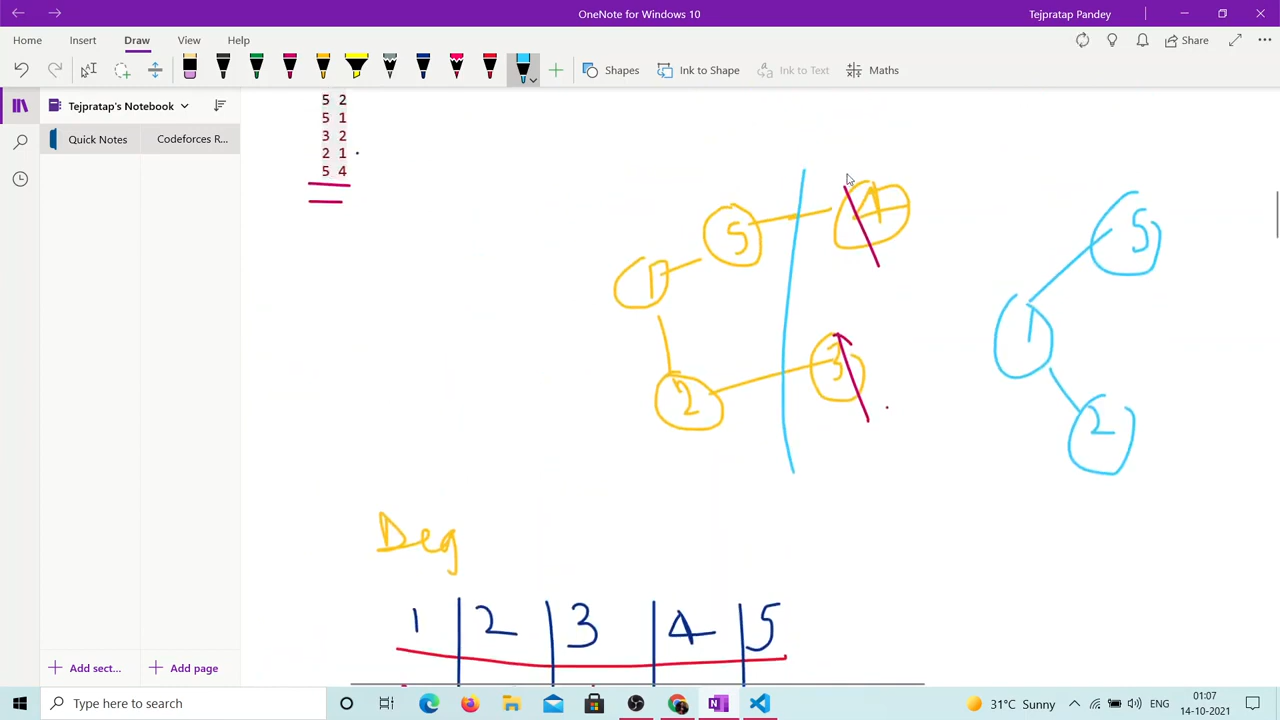 OneNote for Windows 10
Tejpratap Pandey
Home
Insert
Draw
View
Help
Share
Shapes
Ink to Shape
Ink to Text
Maths
Tejpratap's Notebook
Quick Notes
Codeforces R...
5 2
5 1
3 2
2 1
5 4
5
4
1
2
3
5
1
2
Deg
1 2 3 4 5
Add sect...
Add page
Type here to search
31°C Sunny
ENG
01:07
14-10-2021